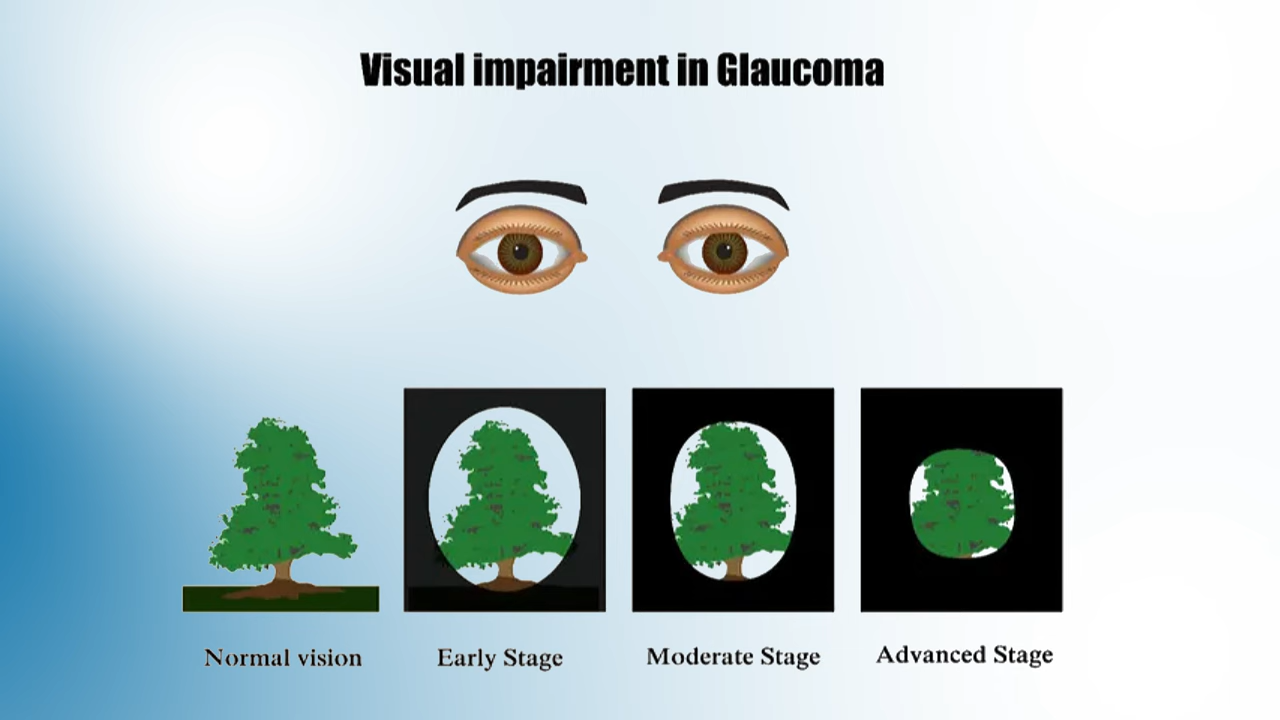 Visual impairment in Glaucoma
Normal vision
Early Stage
Moderate Stage
Advanced Stage